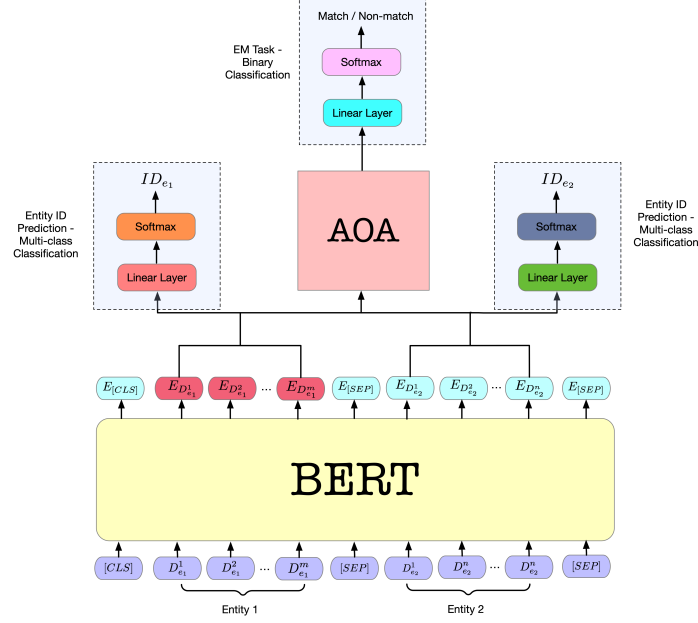 Match / Non-match
EM Task -
Binary
Classification
Softmax
Linear Layer
Entity ID
Prediction -
Multi-class
Classification
$ID_{e_1}$
Softmax
Linear Layer
AOA
$ID_{e_2}$
Softmax
Linear Layer
Entity ID
Prediction -
Multi-class
Classification
$E_{[CLS]}$ $E_{D^1_{e_1}}$ $E_{D^2_{e_1}}$ ... $E_{D^m_{e_1}}$ $E_{[SEP]}$ $E_{D^1_{e_2}}$ $E_{D^2_{e_2}}$ ... $E_{D^n_{e_2}}$ $E_{[SEP]}$
BERT
$[CLS]$ $D^1_{e_1}$ $D^2_{e_1}$ ... $D^m_{e_1}$ $[SEP]$ $D^1_{e_2}$ $D^n_{e_2}$ ... $D^n_{e_2}$ $[SEP]$
Entity 1 Entity 2